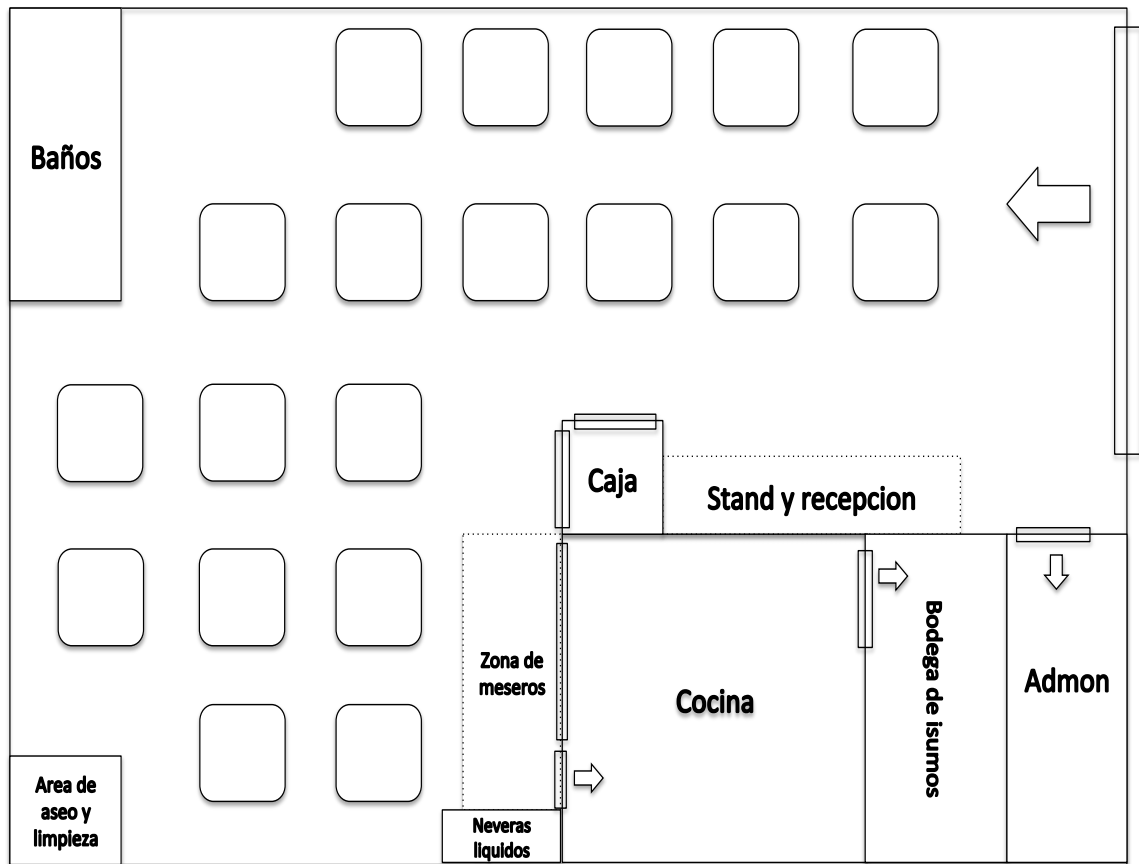 Baños
Caja
Stand y recepcion
Zona de
meseros
Cocina
Bodega de isumos
Admon
Area de
aseo y
limpieza
Neveras
liquidos